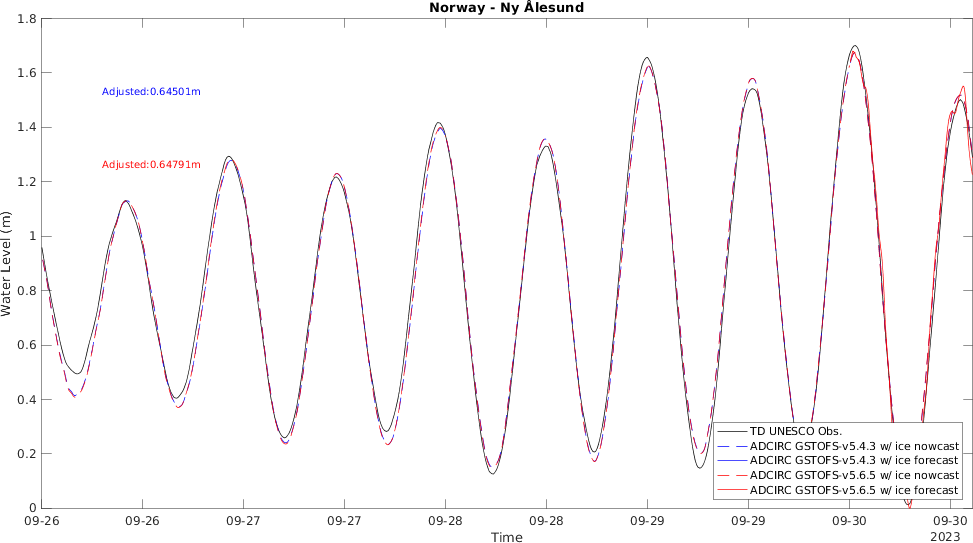 Norway - Ny Ålesund
1.8
1.6
1.4
1.2
1
0.8
0.6
0.4
0.2
0
Water Level (m)
Adjusted:0.64501m
Adjusted:0.64791m
TD UNESCO Obs.
ADCIRC GSTOFS-v5.4.3 w/ ice nowcast
ADCIRC GSTOFS-v5.4.3 w/ ice forecast
ADCIRC GSTOFS-v5.6.5 w/ ice nowcast
ADCIRC GSTOFS-v5.6.5 w/ ice forecast
09-26 09-26 09-27 09-27 09-28 09-28 09-29 09-29 09-30 09-30
Time
2023